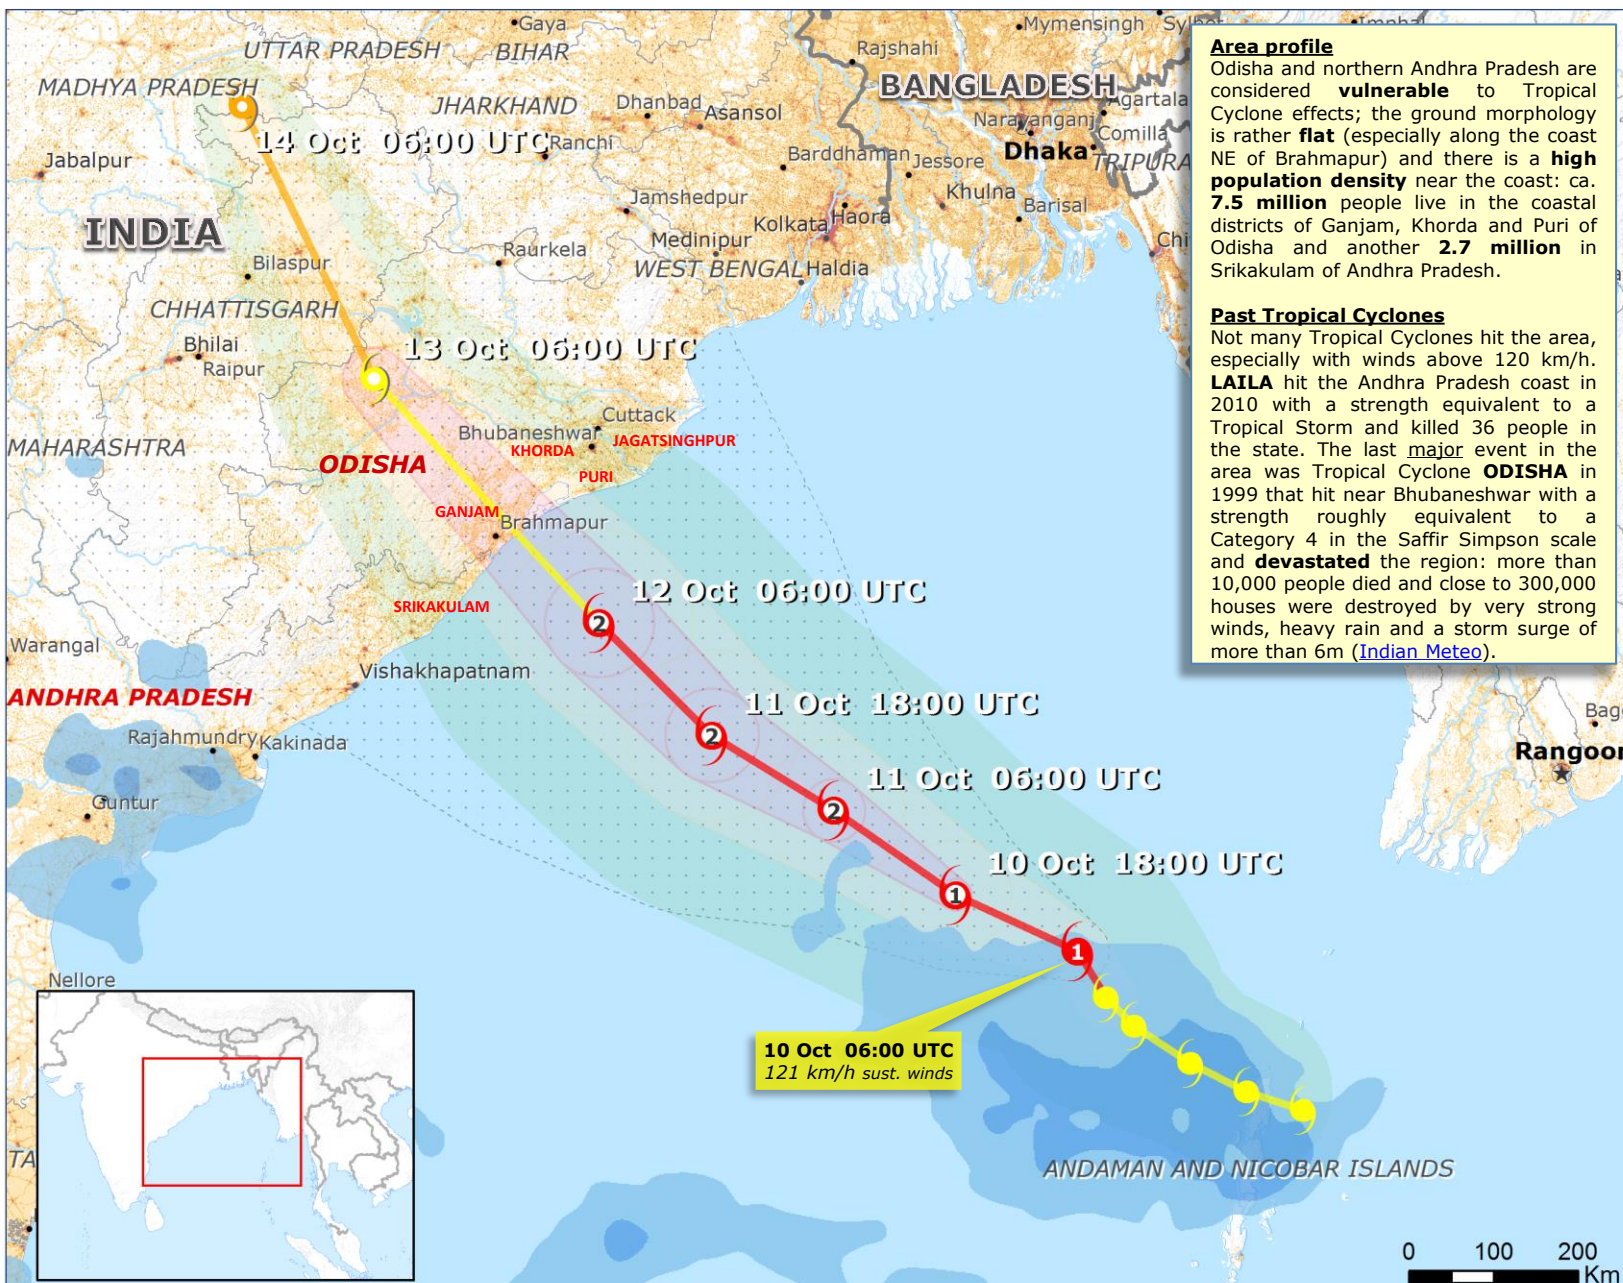 Gaya
Mymensingh
Imphal
UTTAR PRADESH
BIHAR
Rajshahi
MADHYA PRADESH
BANGLADESH
JHARKHAND
Dhanbad
Asansol
Agartala
Narayanganj
Comilla
14 Oct 06:00 UTC
Ranchi
Dhaka
TRIPURA
Jabalpur
Barddhaman
Jessore
Jamshedpur
Khulna
Barisal
INDIA
Kolkata
Haora
Medinipur
Raurkela
Bilaspur
WEST BENGAL
Haldia
CHHATTISGARH
Bhilai
Raipur
13 Oct 06:00 UTC
Cuttack
Bhubaneshwar
JAGATSINGHPUR
KHORDA
MAHARASHTRA
ODISHA
PURI
GANJAM
Brahmapur
12 Oct 06:00 UTC
SRIKAKULAM
2
Warangal
Vishakhapatnam
ANDHRA PRADESH
11 Oct 18:00 UTC
Rajahmundry
Kakinada
2
11 Oct 06:00 UTC
Guntur
2
10 Oct 18:00 UTC
1
1
Nellore
10 Oct 06:00 UTC
121 km/h sust. winds
ANDAMAN AND NICOBAR ISLANDS
Area profile
Odisha and northern Andhra Pradesh are
considered vulnerable to Tropical
Cyclone effects; the ground morphology
is rather flat (especially along the coast
NE of Brahmapur) and there is a high
population density near the coast: ca.
7.5 million people live in the coastal
districts of Ganjam, Khorda and Puri of
Odisha and another 2.7 million in
Srikakulam of Andhra Pradesh.
Past Tropical Cyclones
Not many Tropical Cyclones hit the area,
especially with winds above 120 km/h.
LAILA hit the Andhra Pradesh coast in
2010 with a strength equivalent to a
Tropical Storm and killed 36 people in
the state. The last major event in the
area was Tropical Cyclone ODISHA in
1999 that hit near Bhubaneshwar with a
strength roughly equivalent to a
Category 4 in the Saffir Simpson scale
and devastated the region: more than
10,000 people died and close to 300,000
houses were destroyed by very strong
winds, heavy rain and a storm surge of
more than 6m (Indian Meteo).
Rangoon
0 100 200
Km